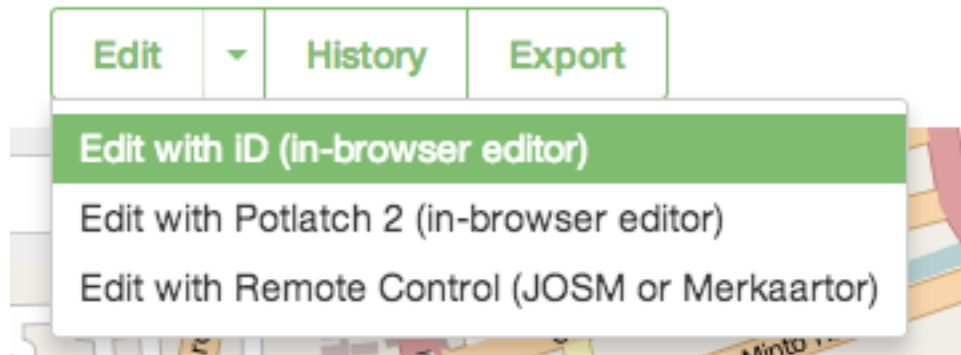 Edit History Export
Edit with iD (in-browser editor)
Edit with Potlatch 2 (in-browser editor)
Edit with Remote Control (JOSM or Merkaartor)
Minto